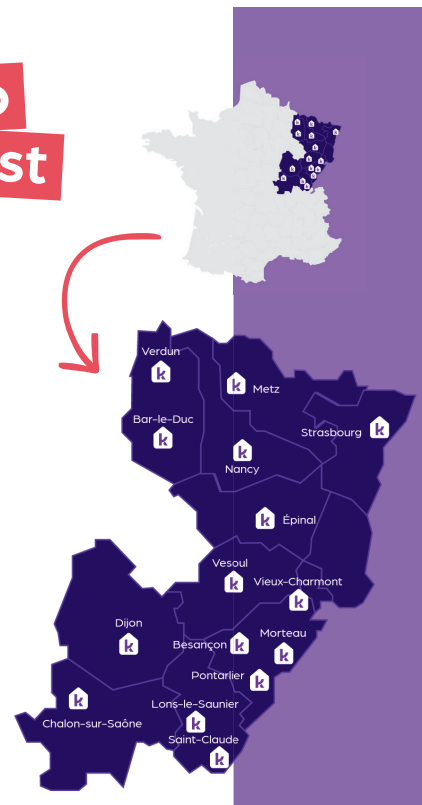 st
Verdun
Metz
Bar-le-Duc
Strasbourg
Nancy
Épinal
Vesoul
Vieux-Charmont
Dijon
Morteau
Besançon
Pontarlier
Lons-le-Saunier
Chalon-sur-Saône
Saint-Claude